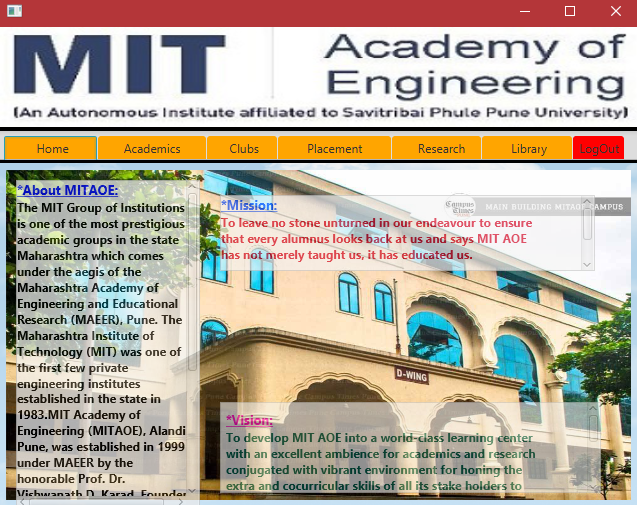 MIT
Academy of
Engineering
(An Autonomous Institute affiliated to Savitribai Phule Pune University)
Home
Academics
Clubs
Placement
Research
Library
LogOut
*About MITAOE:
The MIT Group of Institutions
is one of the most prestigious
academic groups in the state
Maharashtra which comes
under the aegis of the
Maharashtra Academy of
Engineering and Educational
Research (MAEER), Pune. The
Maharashtra Institute of
Technology (MIT) was one of
the first few private
engineering institutes
established in the state in
1983.MIT Academy of
Engineering (MITAOE), Alandi
Pune, was established in 1999
under MAEER by the
honorable Prof. Dr.
Vishwanath D. Karad, Founder
*Mission:
To leave no stone unturned in our endeavour to ensure
that every alumnus looks back at us and says MIT AOE
has not merely taught us, it has educated us.
Campus
Times
MAIN BUILDING MITAOE CAMPUS
D-WING
*Vision:
To develop MIT AOE into a world-class learning center
with an excellent ambience for academics and research
conjugated with vibrant environment for honing the
extra and cocurricular skills of all its stake holders to